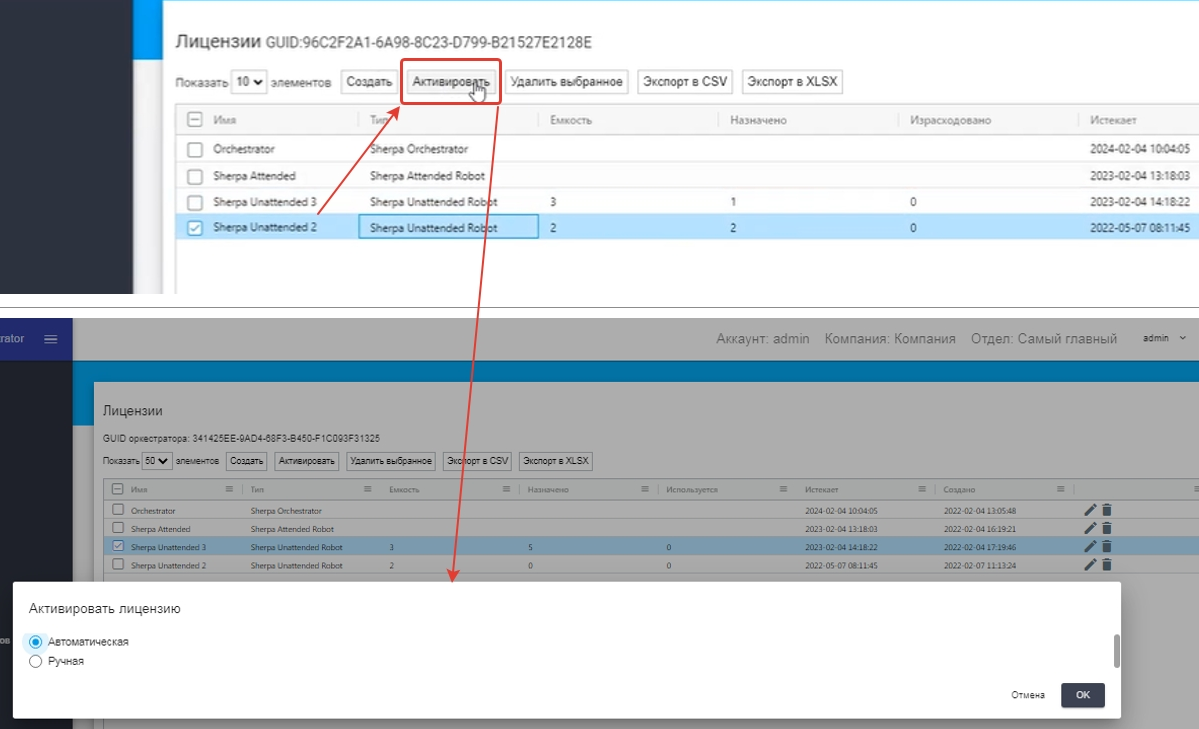 Лицензии GUID:96C2F2A1-6A98-8C23-D799-B21527E2128E
Показать 10 элементов Создать Активировать Удалить выбранное Экспорт в CSV Экспорт в XLSX
Имя Тип Емкость Назначено Израсходовано Истекает
Orchestrator Sherpa Orchestrator 2024-02-04 10:04:05
Sherpa Attended Sherpa Attended Robot 2023-02-04 13:18:03
Sherpa Unattended 3 Sherpa Unattended Robot 3 1 0 2023-02-04 14:18:22
Sherpa Unattended 2 Sherpa Unattended Robot 2 2 0 2022-05-07 08:11:45
rator Аккаунт: admin Компания: Компания Отдел: Самый главный admin
Лицензии
GUID оркестратора: 341425EE-9AD4-68F3-B450-F1C093F31325
Показать 50 элементов Создать Активировать Удалить выбранное Экспорт в CSV Экспорт в XLSX
Имя Тип Емкость Назначено Используется Истекает Создано
Orchestrator Sherpa Orchestrator 2024-02-04 10:04:05 2022-02-04 13:05:48
Sherpa Attended Sherpa Attended Robot 2023-02-04 13:18:03 2022-02-04 16:19:21
Sherpa Unattended 3 Sherpa Unattended Robot 3 5 0 2023-02-04 14:18:22 2022-02-04 17:19:46
Sherpa Unattended 2 Sherpa Unattended Robot 2 0 0 2022-05-07 08:11:45 2022-02-07 11:13:24
Активировать лицензию
ов Автоматическая
Ручная
Отмена OK